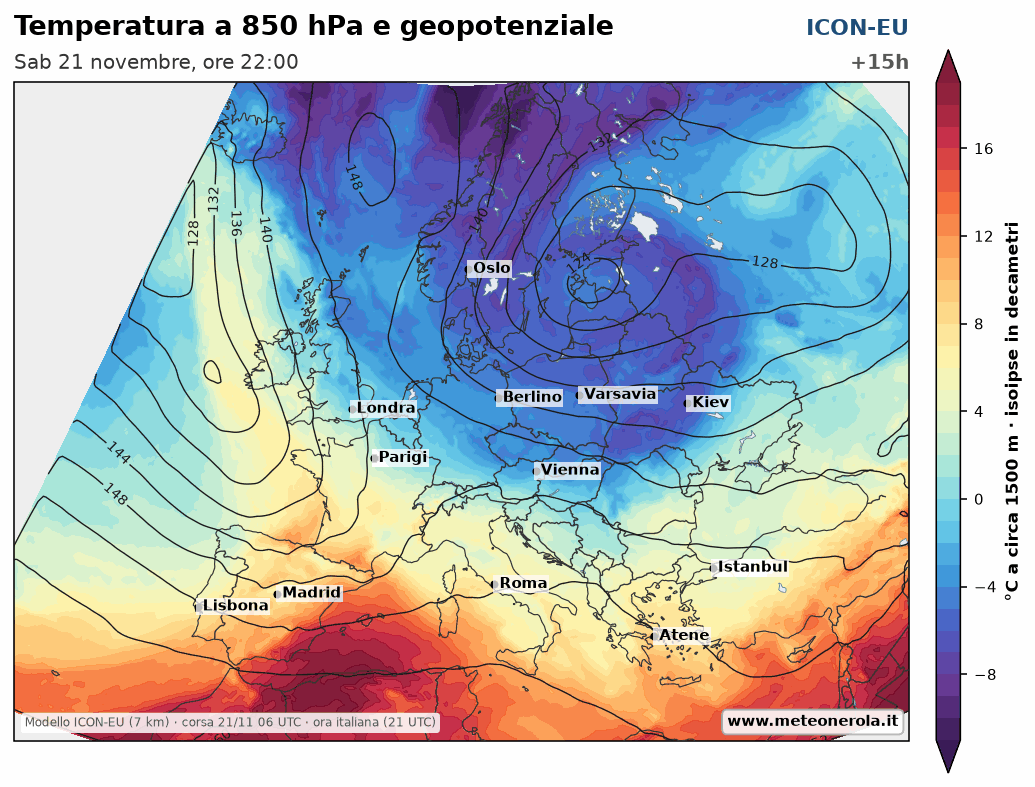 Temperatura a 850 hPa e geopotenziale
ICON-EU
Sab 21 novembre, ore 22:00
+15h
148
132
128
136
140
140
132
124
128
144
148
Oslo
Berlino
Varsavia
Kiev
Londra
Parigi
Vienna
Istanbul
Roma
Madrid
Lisbona
Atene
Modello ICON-EU (7 km) · corsa 21/11 06 UTC · ora italiana (21 UTC)
www.meteonerola.it
16
12
8
4
0
−4
−8
°C a circa 1500 m · isoipse in decametri